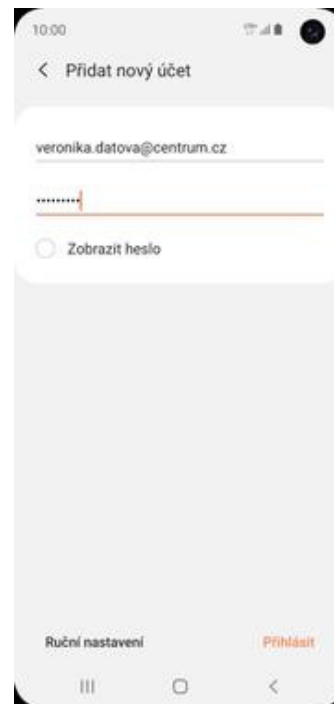 10:00
Přidat nový účet
veronika.datova@centrum.cz
•••••••••
Zobrazit heslo
Ruční nastavení
Přihlásit